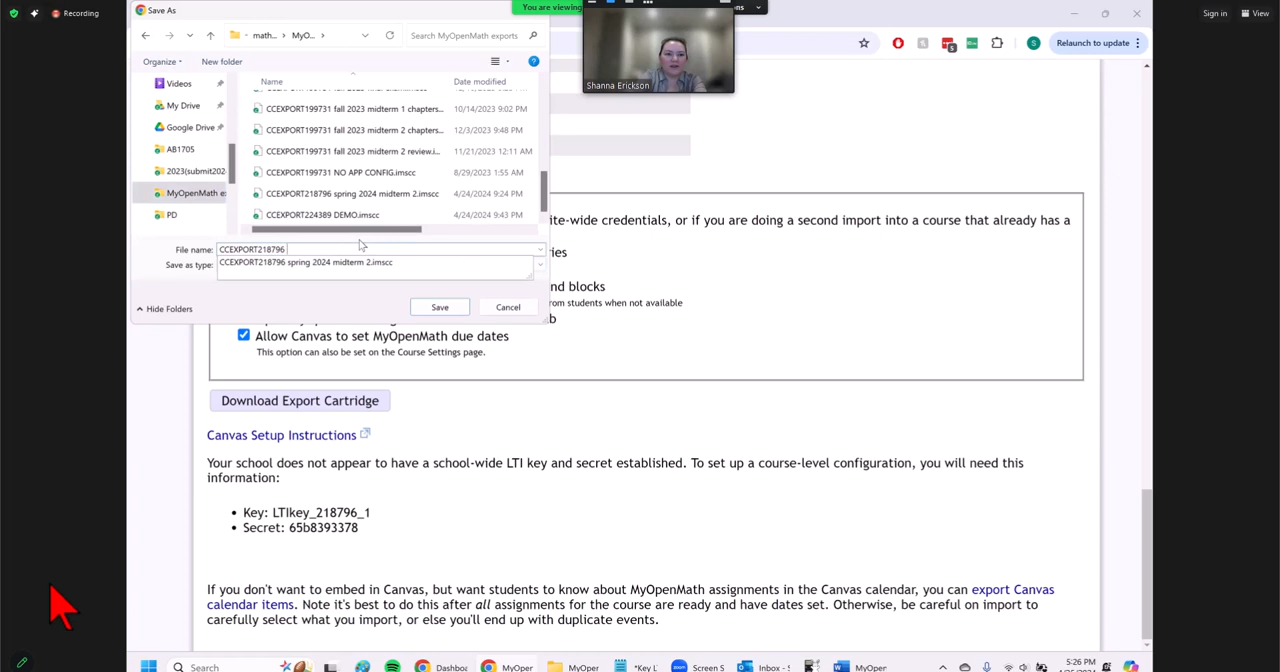 Recording
Save As
You are viewing
Sign in
View
math...
MyO...
Search MyOpenMath exports
Relaunch to update
Organize
New folder
Shanna Erickson
Name
Date modified
Videos
My Drive
CCEXPORT199731 fall 2023 midterm 1 chapters...
10/14/2023 9:02 PM
Google Drive
CCEXPORT199731 fall 2023 midterm 2 chapters...
12/3/2023 9:48 PM
AB1705
CCEXPORT199731 fall 2023 midterm 2 review.i...
11/21/2023 12:11 AM
2023(submit202
CCEXPORT199731 NO APP CONFIG.imscc
8/29/2023 1:55 AM
MyOpenMath e
CCEXPORT218796 spring 2024 midterm 2.imscc
4/24/2024 9:24 PM
PD
CCEXPORT224389 DEMO.imscc
4/24/2024 9:43 PM
ite-wide credentials, or if you are doing a second import into a course that already has a
File name:
CCEXPORT218796
ries
Save as type:
CCEXPORT218796 spring 2024 midterm 2.imscc
nd blocks
rom students when not available
Hide Folders
Save
Cancel
b
Allow Canvas to set MyOpenMath due dates
This option can also be set on the Course Settings page.
Download Export Cartridge
Canvas Setup Instructions
Your school does not appear to have a school-wide LTI key and secret established. To set up a course-level configuration, you will need this
information:
Key: LTIkey_218796_1
Secret: 65b8393378
If you don't want to embed in Canvas, but want students to know about MyOpenMath assignments in the Canvas calendar, you can export Canvas
calendar items. Note it's best to do this after all assignments for the course are ready and have dates set. Otherwise, be careful on import to
carefully select what you import, or else you'll end up with duplicate events.
Search
Dashboa
MyOper
MyOper
*Key L
Screen S
Inbox - S
MyOper
5:26 PM